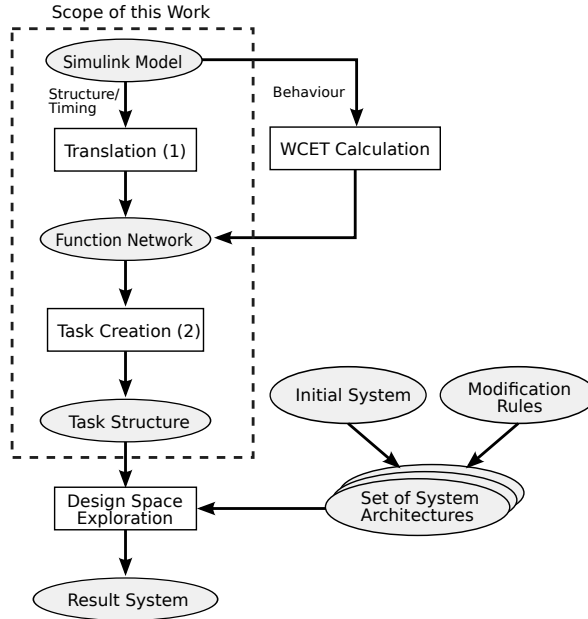 Scope of this Work
Simulink Model
Structure/
Timing
Behaviour
Translation (1)
WCET Calculation
Function Network
Task Creation (2)
Initial System
Modification
Rules
Task Structure
Design Space
Exploration
Set of System
Architectures
Result System